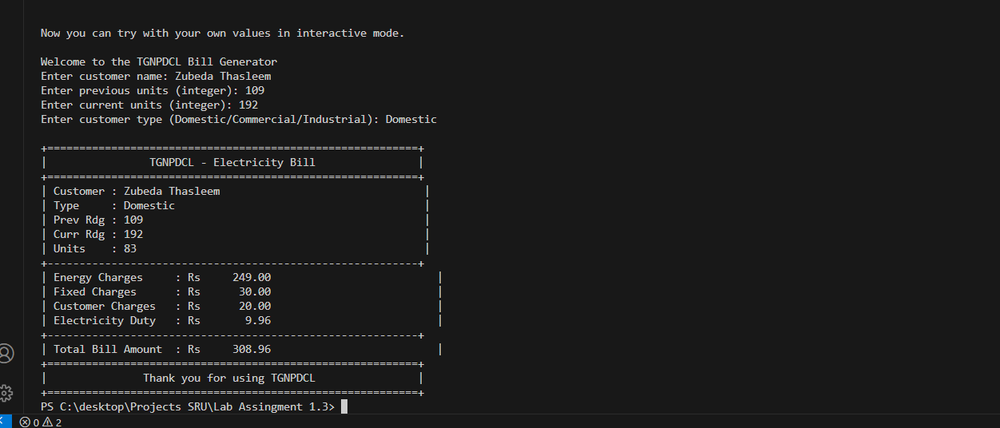 Now you can try with your own values in interactive mode.
Welcome to the TGNPDCL Bill Generator
Enter customer name: Zubeda Thasleem
Enter previous units (integer): 109
Enter current units (integer): 192
Enter customer type (Domestic/Commercial/Industrial): Domestic
+==========================================================+
|                TGNPDCL - Electricity Bill                |
+==========================================================+
| Customer : Zubeda Thasleem                                |
| Type     : Domestic                                       |
| Prev Rdg : 109                                            |
| Curr Rdg : 192                                            |
| Units    : 83                                             |
+----------------------------------------------------------+
| Energy Charges     : Rs     249.00                          |
| Fixed Charges      : Rs      30.00                          |
| Customer Charges   : Rs      20.00                          |
| Electricity Duty   : Rs       9.96                          |
+----------------------------------------------------------+
| Total Bill Amount  : Rs     308.96                          |
+==========================================================+
|               Thank you for using TGNPDCL                |
+==========================================================+
PS C:\desktop\Projects SRU\Lab Assingment 1.3>
0 2